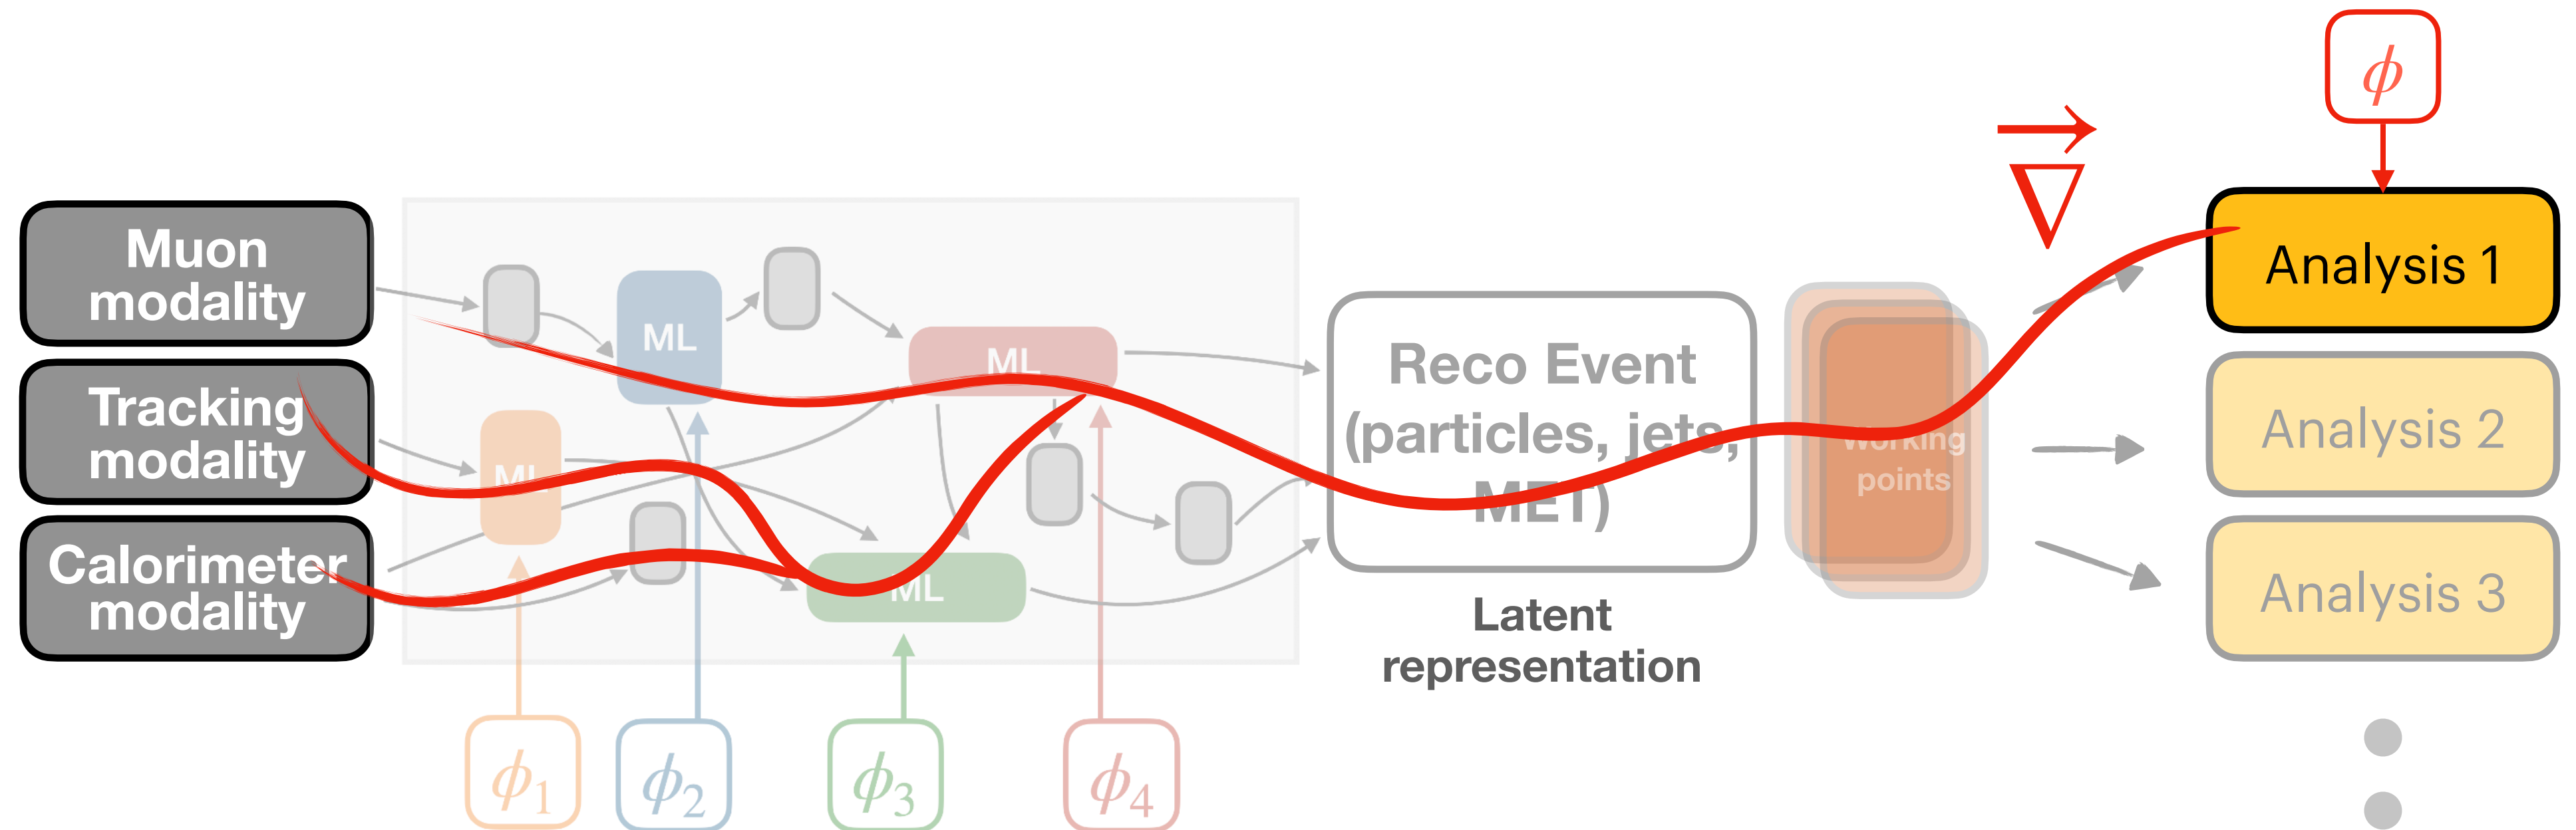 ϕ
∇
Muon
modality
Tracking
modality
Calorimeter
modality
ML
ML
ML
ML
Reco Event
(particles, jets,
MET)
Latent
representation
Working
points
Analysis 1
Analysis 2
Analysis 3
ϕ1
ϕ2
ϕ3
ϕ4